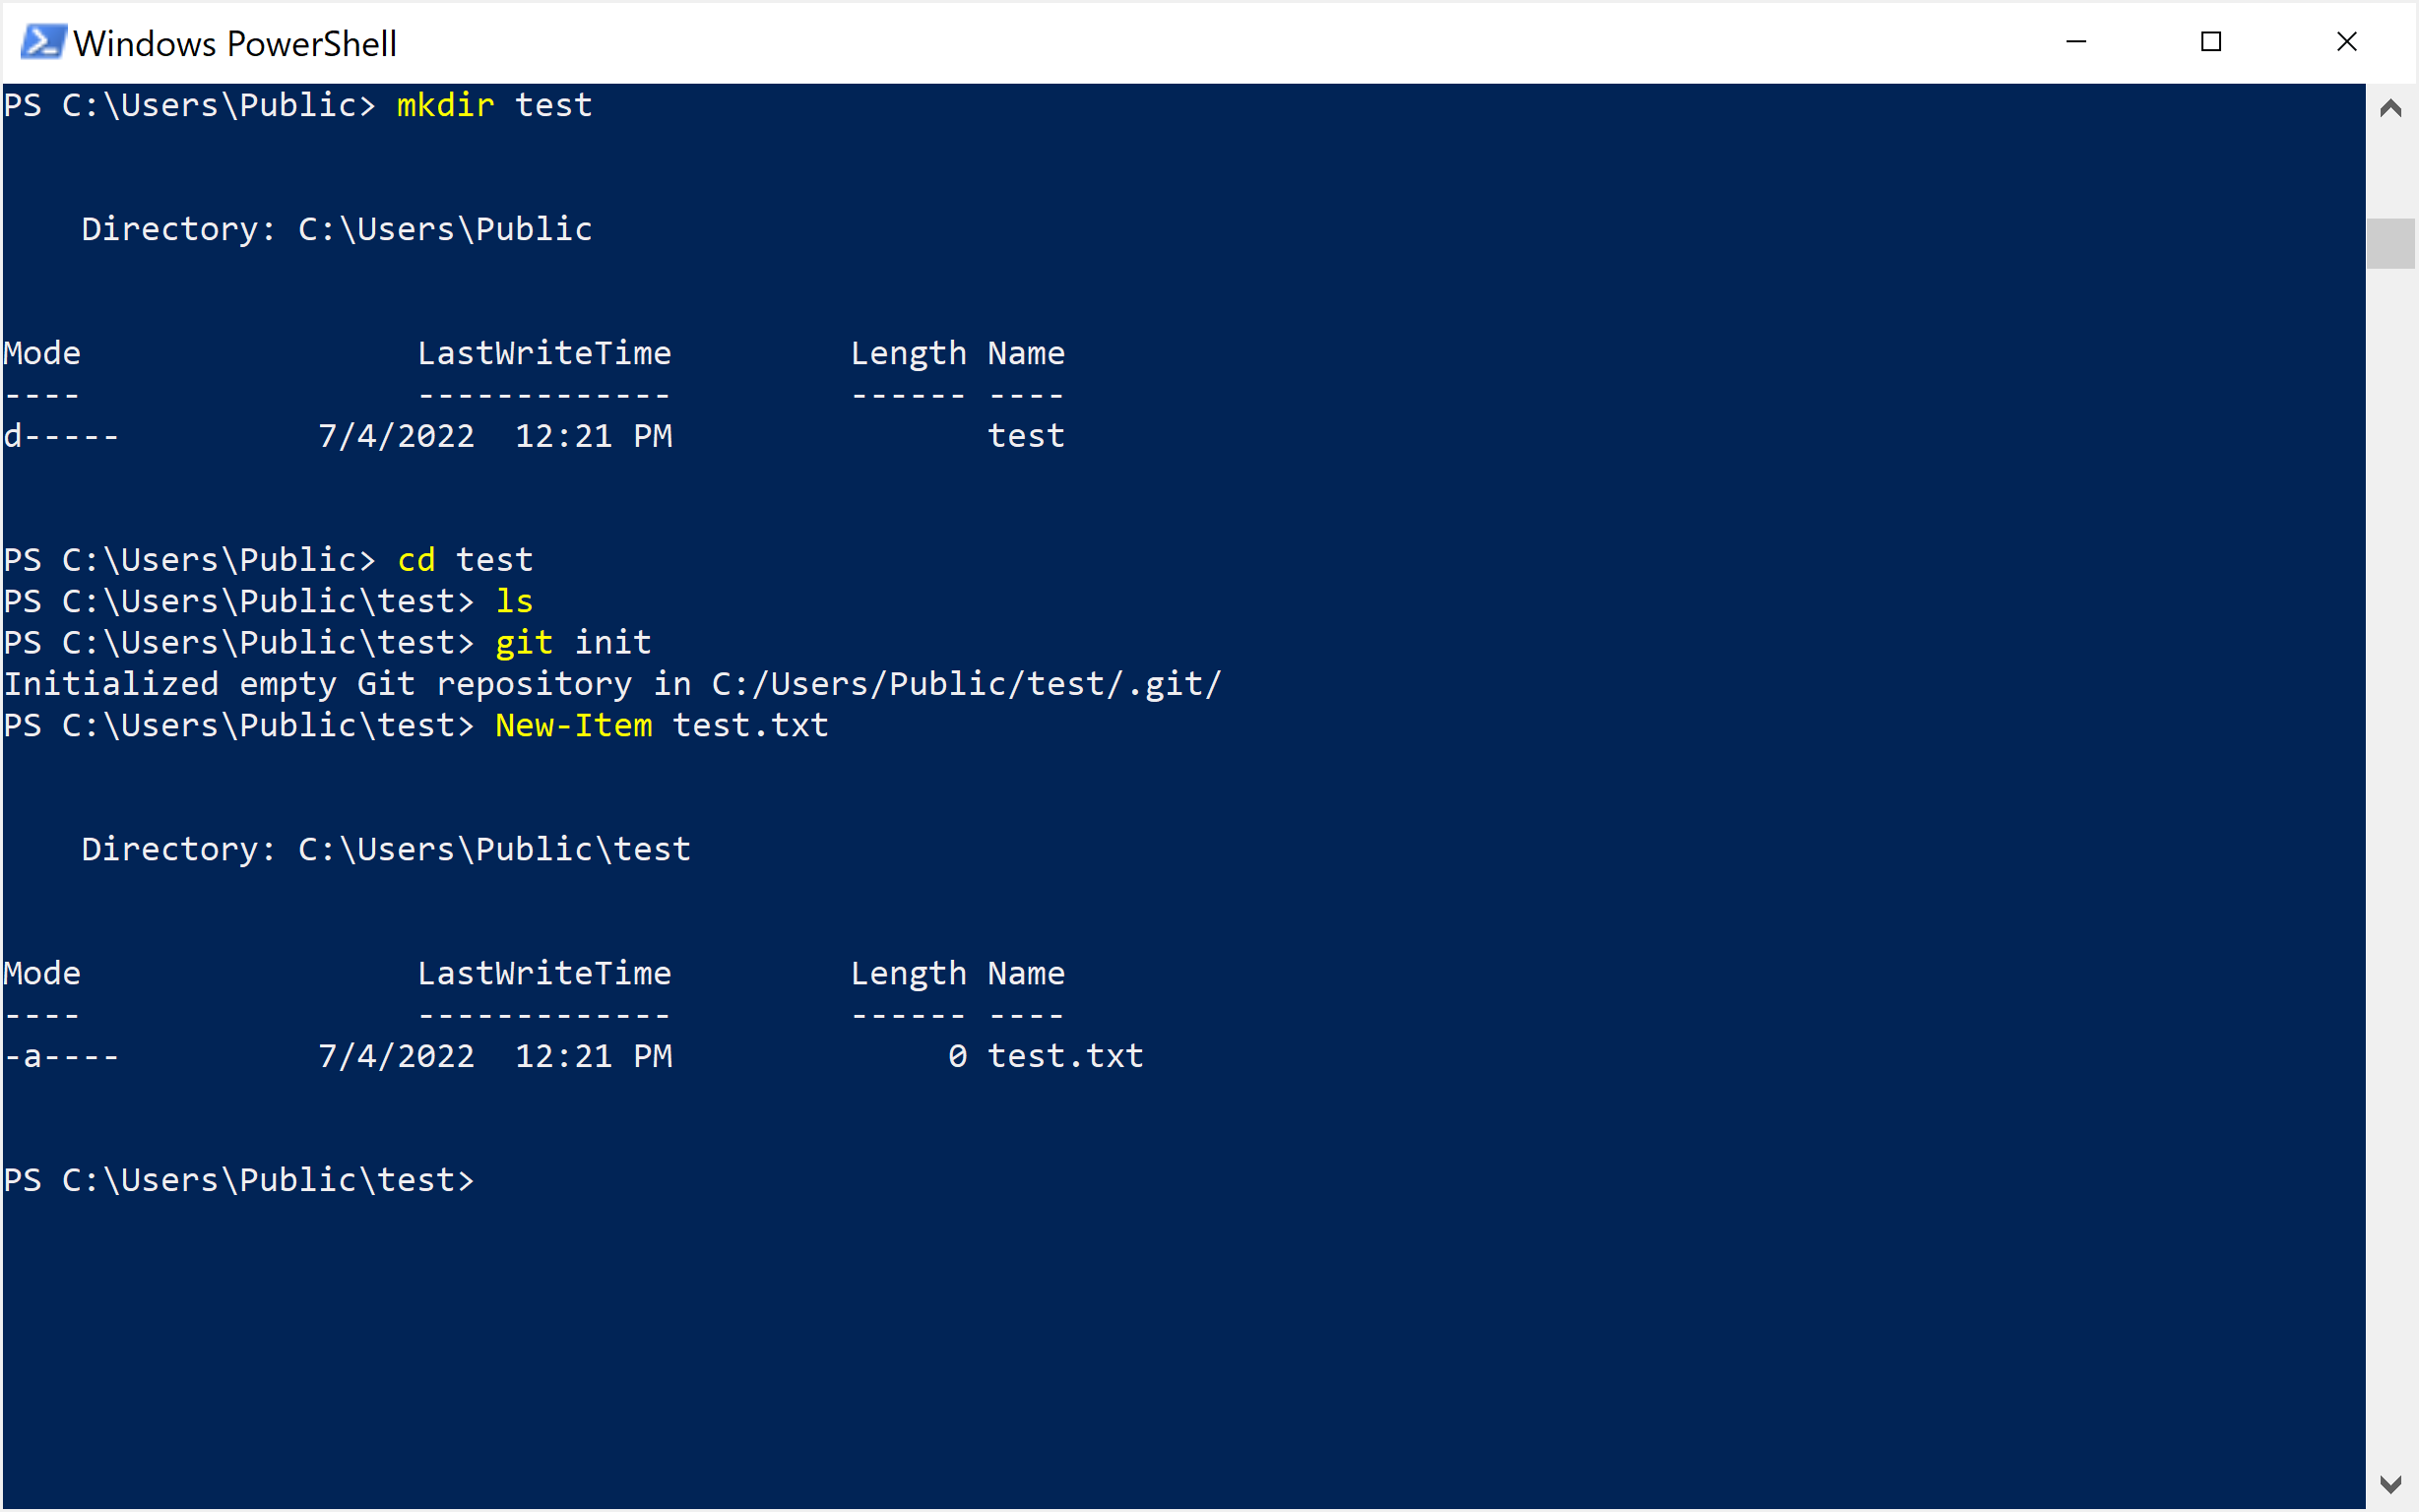 Windows PowerShell
PS C:\Users\Public> mkdir test
    Directory: C:\Users\Public
Mode                 LastWriteTime         Length Name
----                 -------------         ------ ----
d-----          7/4/2022  12:21 PM                test
PS C:\Users\Public> cd test
PS C:\Users\Public\test> ls
PS C:\Users\Public\test> git init
Initialized empty Git repository in C:/Users/Public/test/.git/
PS C:\Users\Public\test> New-Item test.txt
    Directory: C:\Users\Public\test
Mode                 LastWriteTime         Length Name
----                 -------------         ------ ----
-a----          7/4/2022  12:21 PM              0 test.txt
PS C:\Users\Public\test>